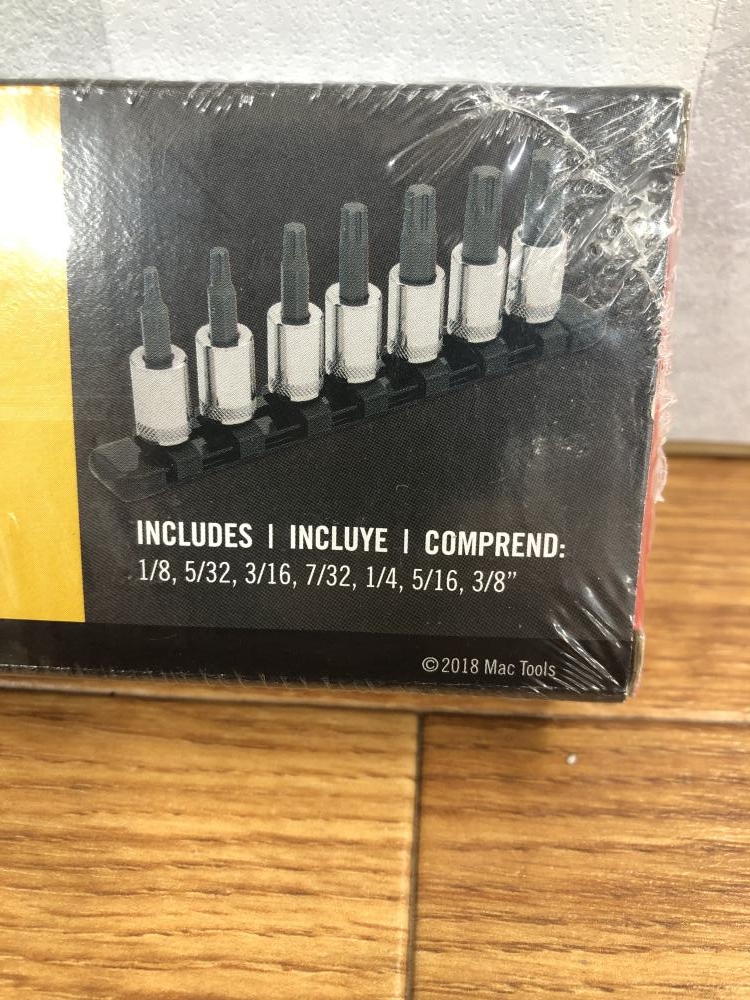 INCLUDES | INCLUYE | COMPREND:
1/8, 5/32, 3/16, 7/32, 1/4, 5/16, 3/8”
©2018 Mac Tools